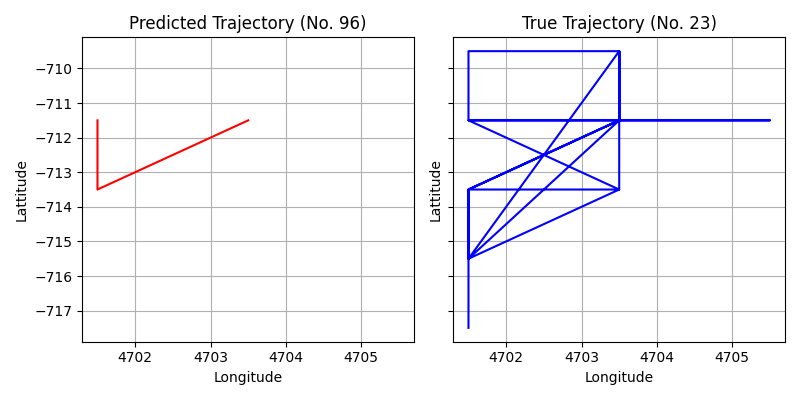 Predicted Trajectory (No. 96)
True Trajectory (No. 23)
−710
−711
−712
−713
−714
−715
−716
−717
Lattitude
Lattitude
4702 4703 4704 4705
4702 4703 4704 4705
Longitude
Longitude